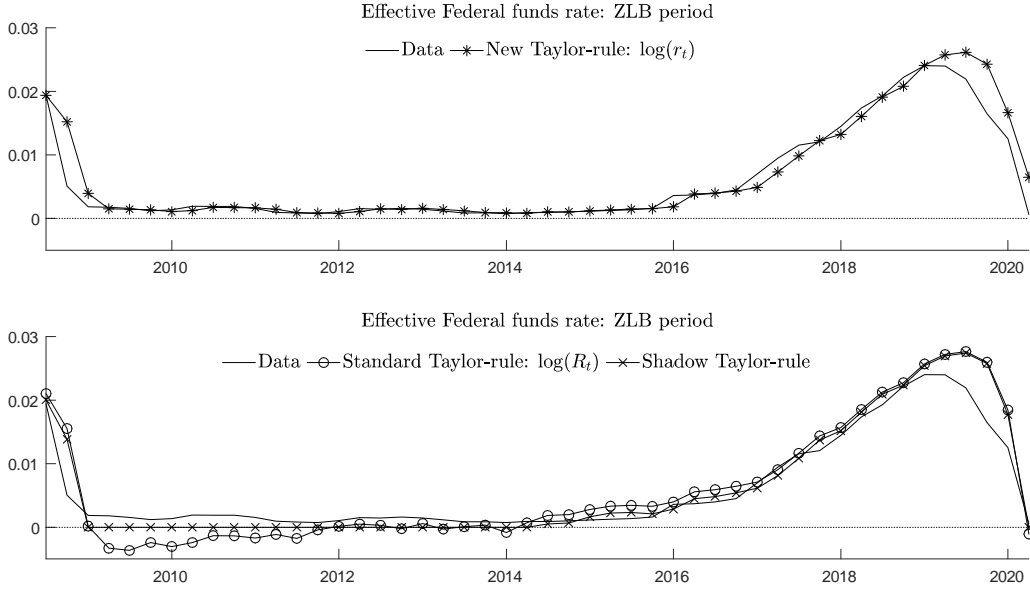 Effective Federal funds rate: ZLB period
0.03
Data New Taylor-rule: log(r_t)
0.02
0.01
0
2010 2012 2014 2016 2018 2020
Effective Federal funds rate: ZLB period
0.03
Data Standard Taylor-rule: log(R_t) Shadow Taylor-rule
0.02
0.01
0
2010 2012 2014 2016 2018 2020